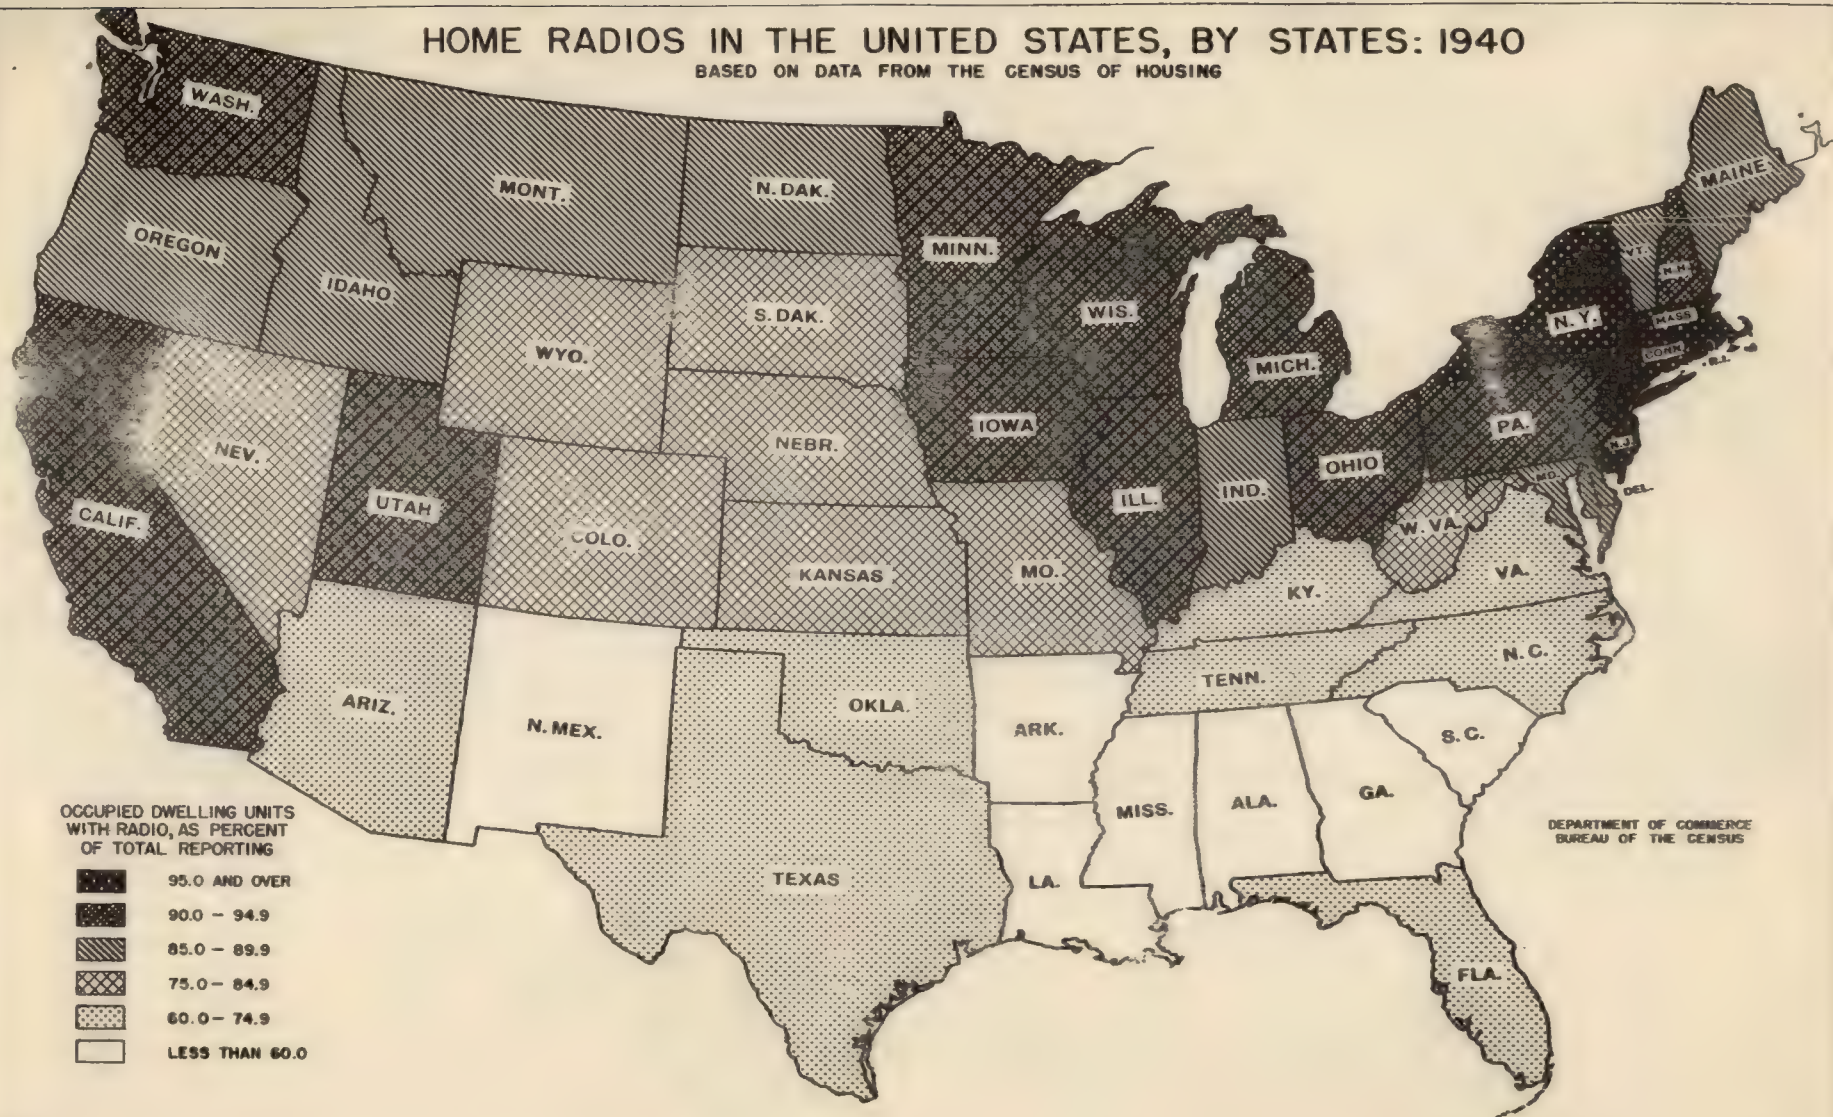 HOME RADIOS IN THE UNITED STATES, BY STATES: 1940
BASED ON DATA FROM THE CENSUS OF HOUSING
WASH.
MONT.
N. DAK.
MINN.
MAINE
OREGON
IDAHO
VT.
N.H.
WYO.
S. DAK.
WIS.
MICH.
N. Y.
MASS
CONN.
R.I.
NEV.
NEBR.
IOWA
PA.
N.J.
UTAH
CALIF.
COLO.
KANSAS
MO.
ILL.
IND.
OHIO
W. VA.
MD.
DEL.
VA.
KY.
ARIZ.
N. MEX.
OKLA.
ARK.
TENN.
N. C.
S. C.
MISS.
ALA.
GA.
TEXAS
LA.
FLA.
OCCUPIED DWELLING UNITS
WITH RADIO, AS PERCENT
OF TOTAL REPORTING
95.0 AND OVER
90.0 – 94.9
85.0 – 89.9
75.0 – 84.9
60.0 – 74.9
LESS THAN 60.0
DEPARTMENT OF COMMERCE
BUREAU OF THE CENSUS